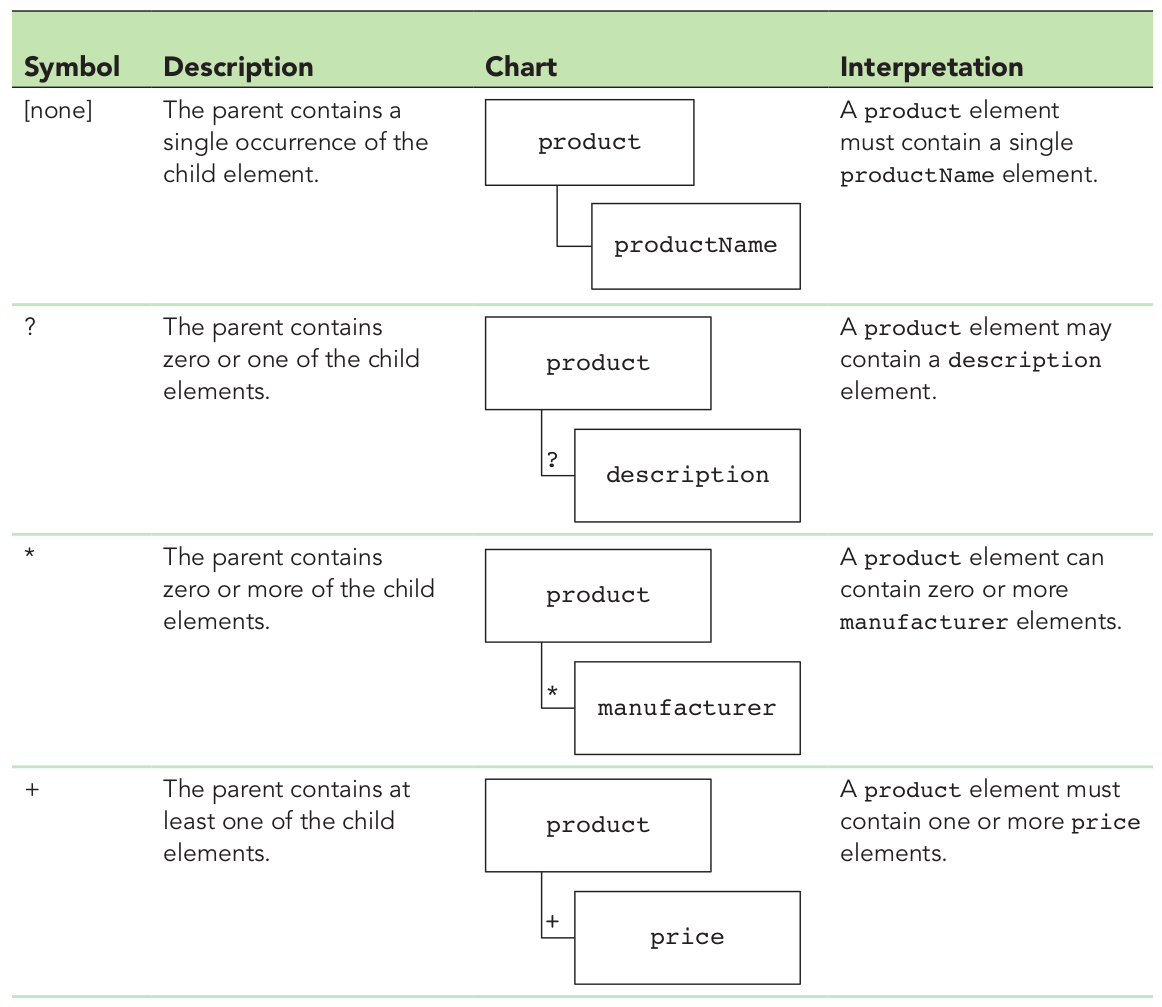 Symbol Description Chart Interpretation
[none]
The parent contains a
single occurrence of the
child element.
product
productName
A product element
must contain a single
productName element.
?
The parent contains
zero or one of the child
elements.
product
?
description
A product element may
contain a description
element.
*
The parent contains
zero or more of the child
elements.
product
*
manufacturer
A product element can
contain zero or more
manufacturer elements.
+
The parent contains at
least one of the child
elements.
product
+
price
A product element must
contain one or more price
elements.